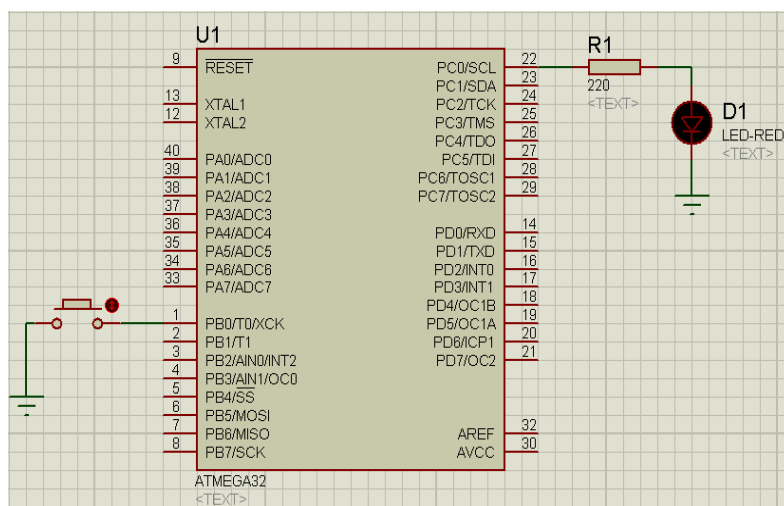 U1
9 RESET
13 XTAL1
12 XTAL2
40 PA0/ADC0
39 PA1/ADC1
38 PA2/ADC2
37 PA3/ADC3
36 PA4/ADC4
35 PA5/ADC5
34 PA6/ADC6
33 PA7/ADC7
1 PB0/T0/XCK
2 PB1/T1
3 PB2/AIN0/INT2
4 PB3/AIN1/OC0
5 PB4/SS
6 PB5/MOSI
7 PB6/MISO
8 PB7/SCK
PC0/SCL 22
PC1/SDA 23
PC2/TCK 24
PC3/TMS 25
PC4/TDO 26
PC5/TDI 27
PC6/TOSC1 28
PC7/TOSC2 29
PD0/RXD 14
PD1/TXD 15
PD2/INT0 16
PD3/INT1 17
PD4/OC1B 18
PD5/OC1A 19
PD6/ICP1 20
PD7/OC2 21
AREF 32
AVCC 30
ATMEGA32
<TEXT>
R1
220
<TEXT>
D1
LED-RED
<TEXT>